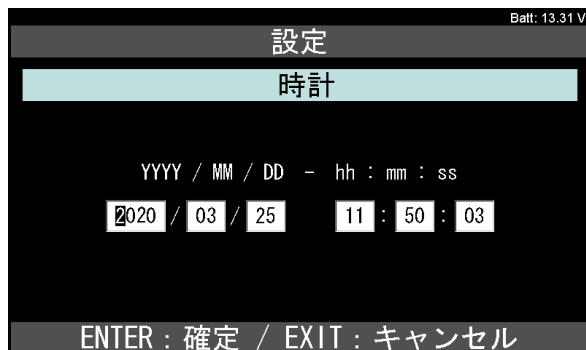 Batt: 13.31 V
設定
時計
YYYY / MM / DD - hh : mm : ss
2020 / 03 / 25 11 : 50 : 03
ENTER : 確定 / EXIT : キャンセル